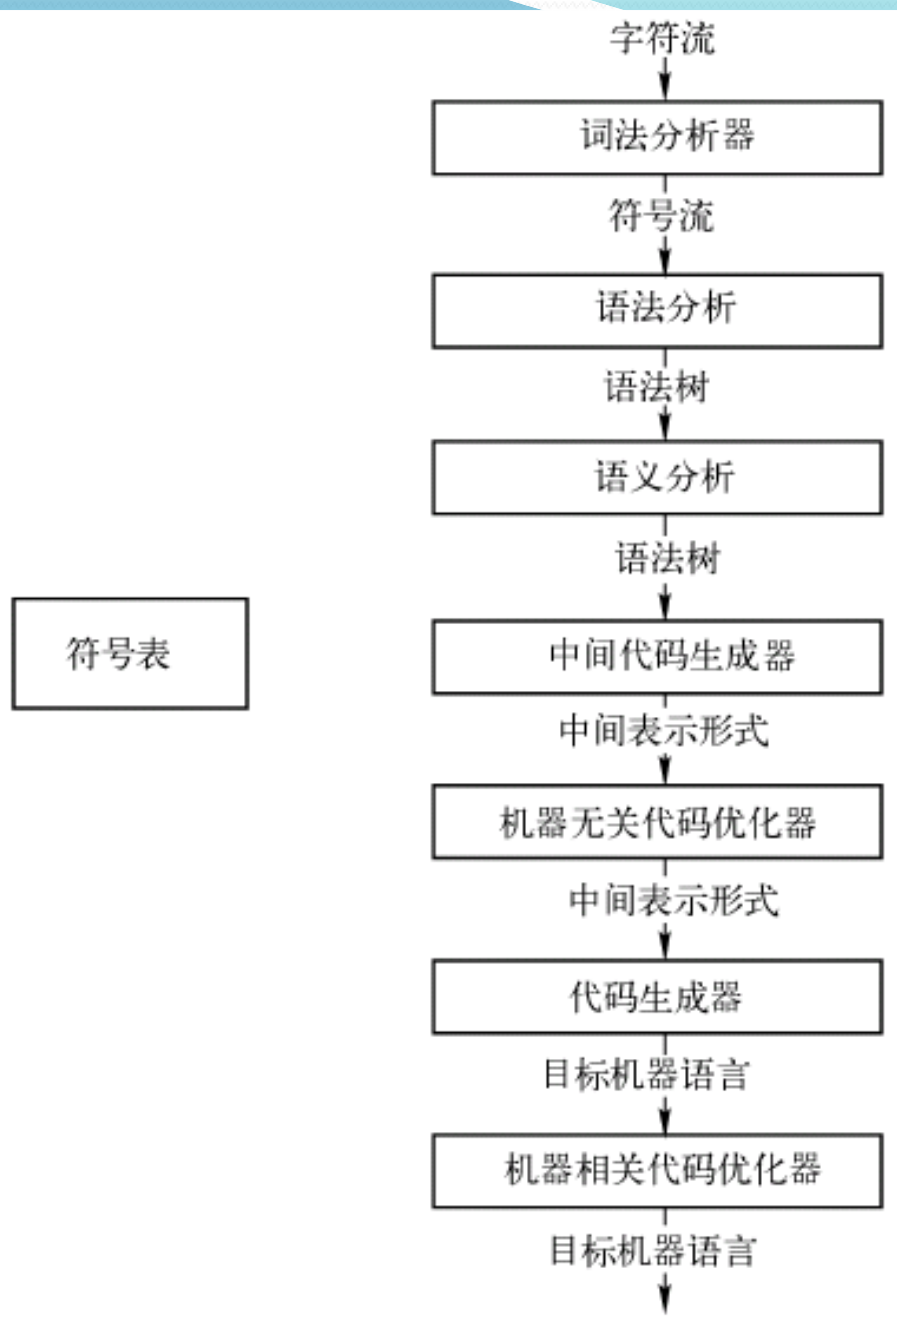 字符流
词法分析器
符号流
语法分析
语法树
语义分析
语法树
符号表
中间代码生成器
中间表示形式
机器无关代码优化器
中间表示形式
代码生成器
目标机器语言
机器相关代码优化器
目标机器语言